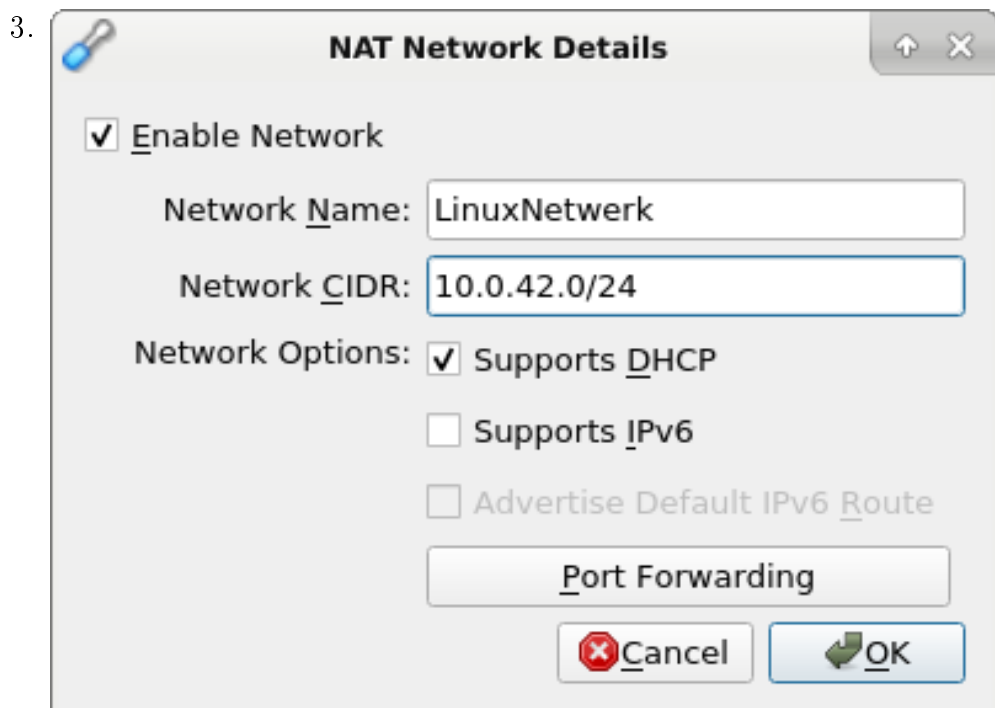 3.
NAT Network Details
Enable Network
Network Name: LinuxNetwerk
Network CIDR: 10.0.42.0/24
Network Options: Supports DHCP
Supports IPv6
Advertise Default IPv6 Route
Port Forwarding
Cancel OK